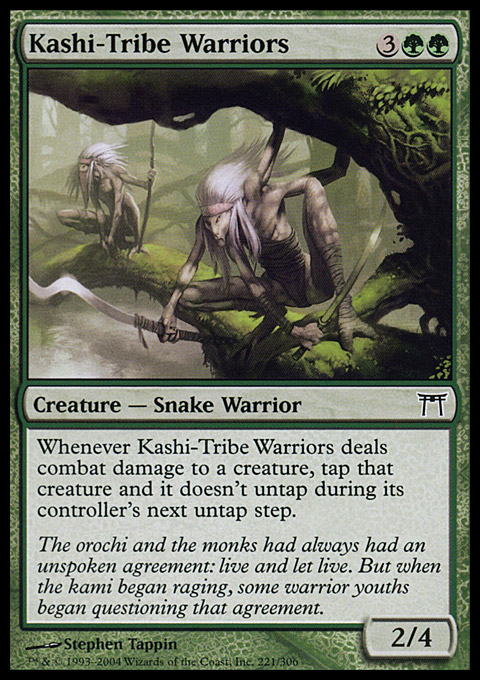 Kashi-Tribe Warriors 3
Creature — Snake Warrior
Whenever Kashi-Tribe Warriors deals
combat damage to a creature, tap that
creature and it doesn't untap during its
controller's next untap step.
The orochi and the monks had always had an
unspoken agreement: live and let live. But when
the kami began raging, some warrior youths
began questioning that agreement.
2/4
Stephen Tappin
™ & © 1993–2004 Wizards of the Coast, Inc. 221/306